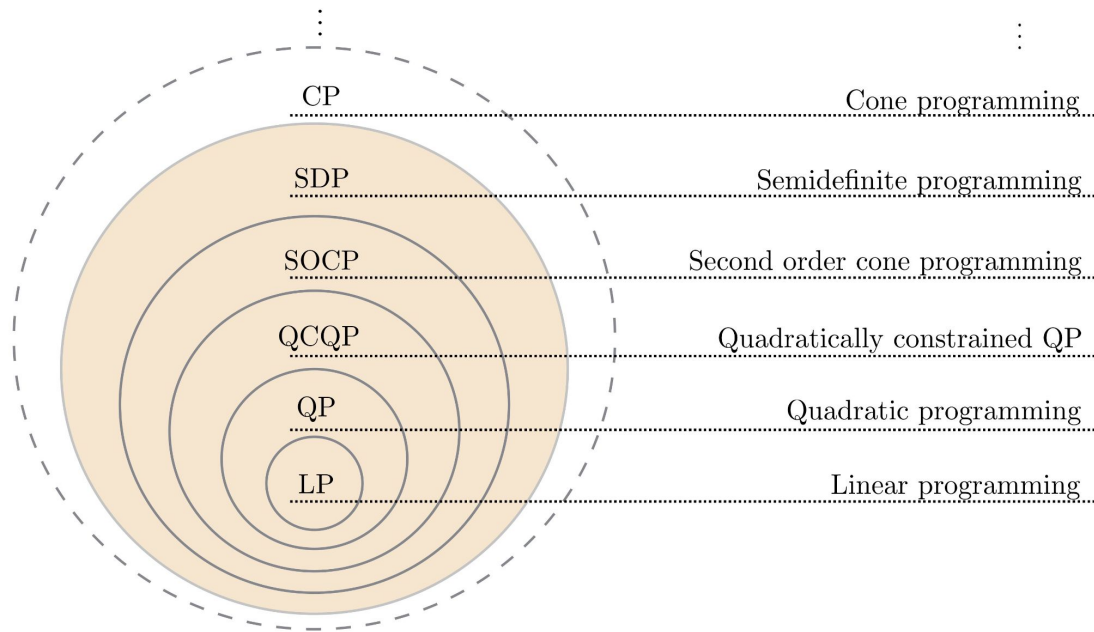 ⋮ ⋮
CP Cone programming
SDP Semidefinite programming
SOCP Second order cone programming
QCQP Quadratically constrained QP
QP Quadratic programming
LP Linear programming